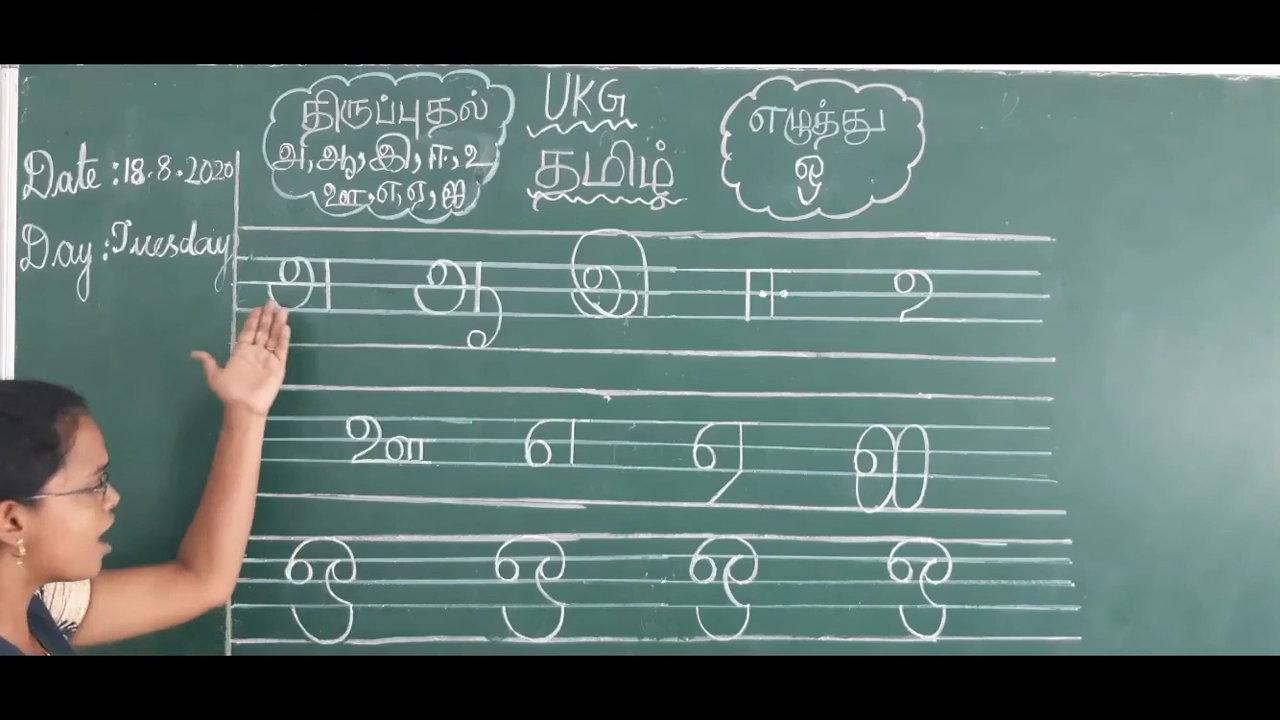 திருப்புதல்
அ, ஆ, இ, ஈ, உ
ஊ, எ, ஏ, ஐ
UKG
தமிழ்
எழுத்து
ஒ
Date : 18.8.2020
Day : Tuesday
அ ஆ இ ஈ உ
ஊ எ ஏ ஐ
ஒ ஒ ஒ ஒ